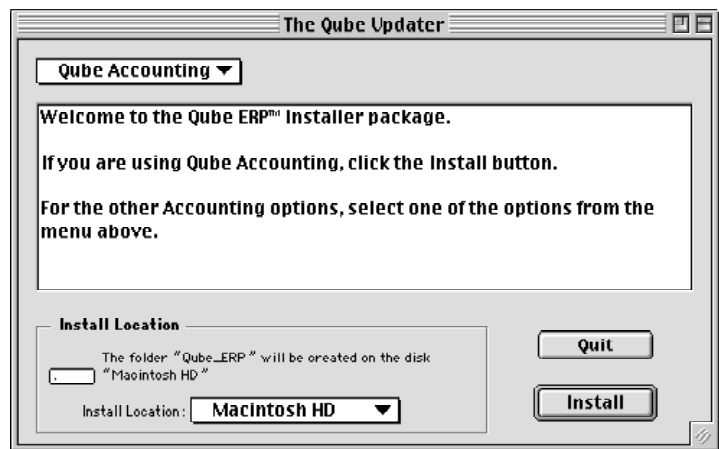 The Qube Updater
Qube Accounting
Welcome to the Qube ERP™ Installer package.
If you are using Qube Accounting, click the Install button.
For the other Accounting options, select one of the options from the
menu above.
Install Location
The folder "Qube_ERP" will be created on the disk
"Macintosh HD"
Install Location: Macintosh HD
Quit
Install